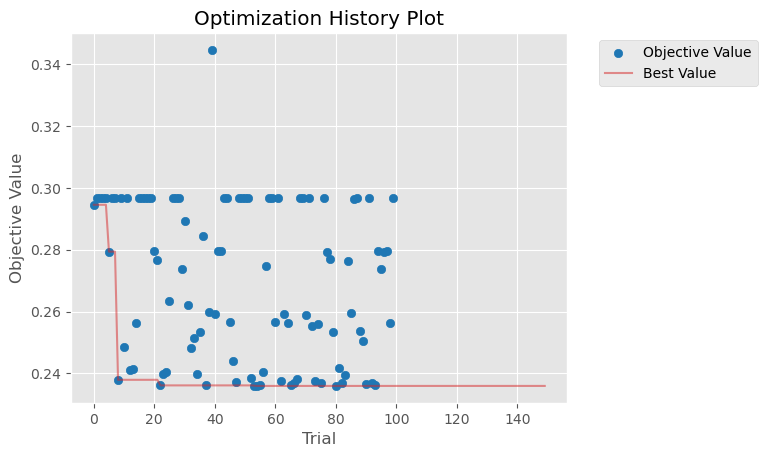 Optimization History Plot
Objective Value
Best Value
Objective Value
0.34
0.32
0.30
0.28
0.26
0.24
0 20 40 60 80 100 120 140
Trial